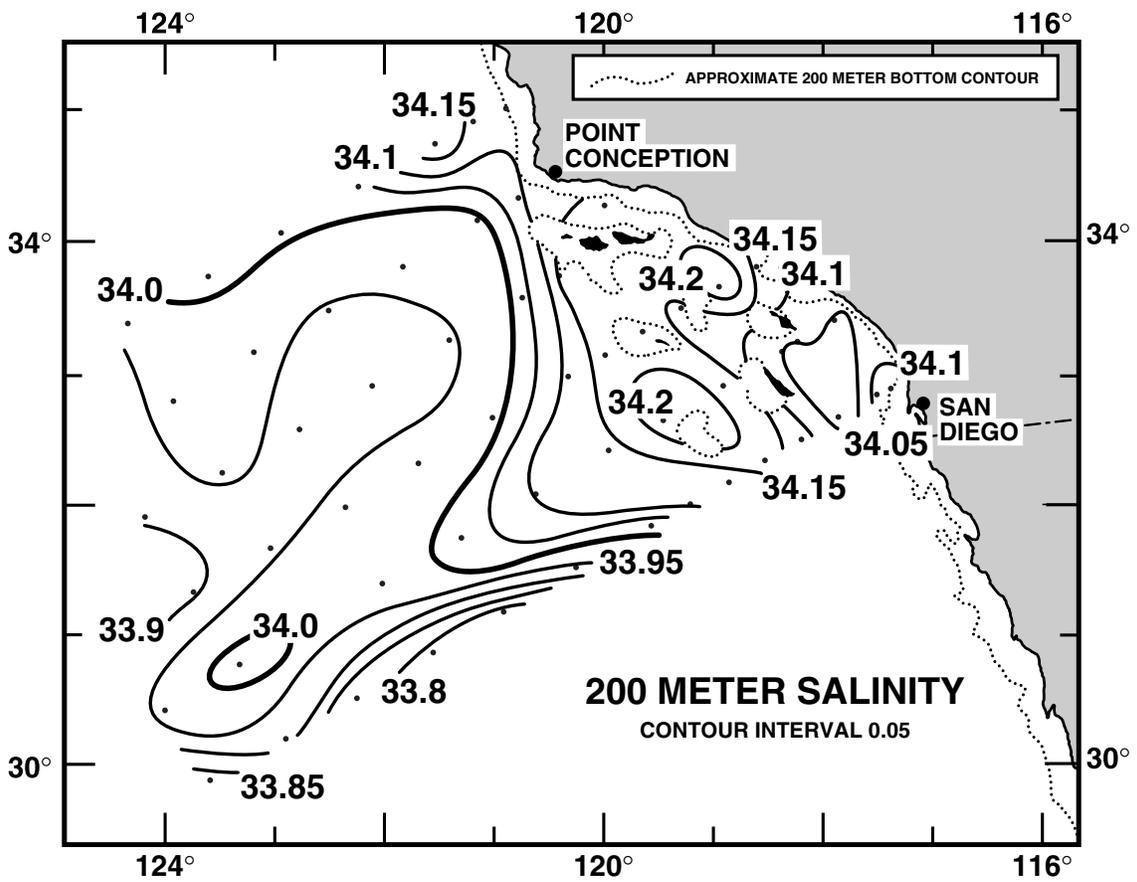 124° 120° 116°
APPROXIMATE 200 METER BOTTOM CONTOUR
34.15
POINT
CONCEPTION
34.1
34° 34.15 34°
34.2 34.1
34.0
34.1
34.2 SAN
DIEGO
34.05
34.15
33.95
33.9 34.0
33.8
200 METER SALINITY
CONTOUR INTERVAL 0.05
30° 30°
33.85
124° 120° 116°